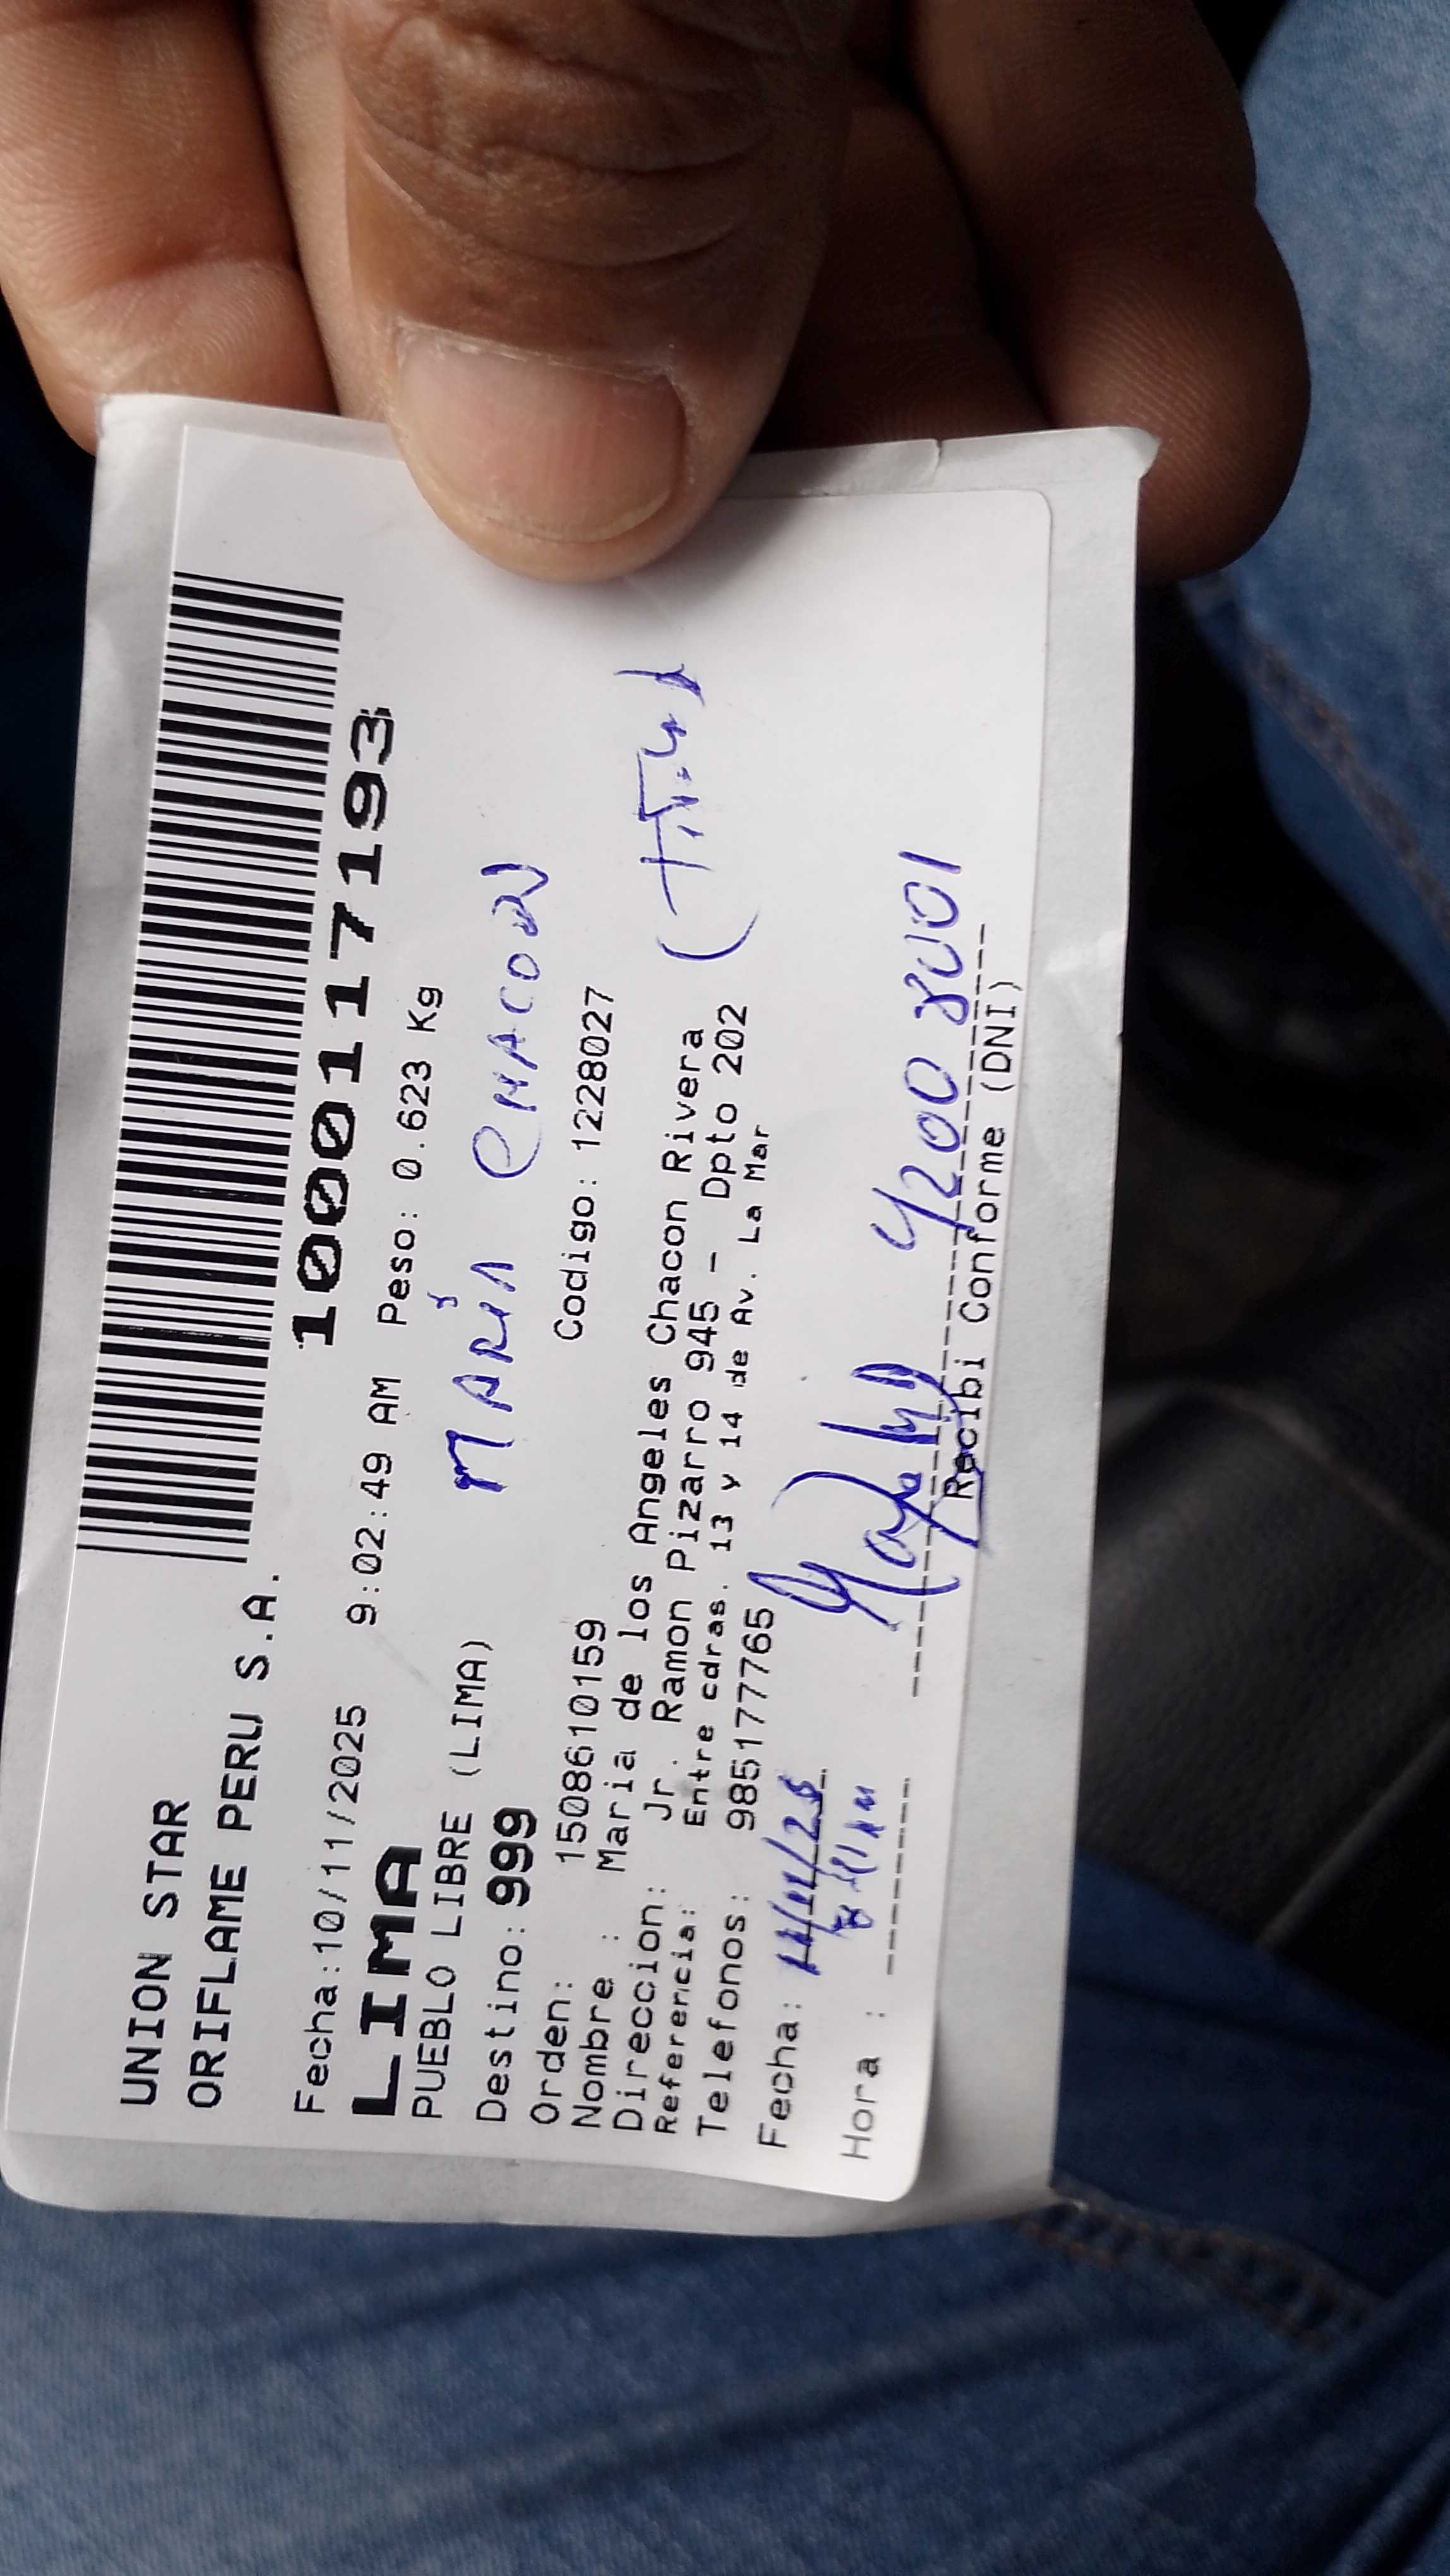 UNION STAR
ORIFLAME PERU S.A.
10017193
Fecha:10/11/2025 9:02:49 AM Peso: 0.623 Kg
LIMA
PUEBLO LIBRE (LIMA)
MARIA CHACON
Destino: 999
Orden: 1508610159 Codigo: 1228027
Nombre : Maria de los Angeles Chacon Rivera
Direccion: Jr. Ramon Pizarro 945 - Dpto 202
Referencia: Entre cdras. 13 y 14 de Av. La Mar
Telefonos: 985177765
Fecha:
Hora :
42008001
Recibi Conforme (DNI)